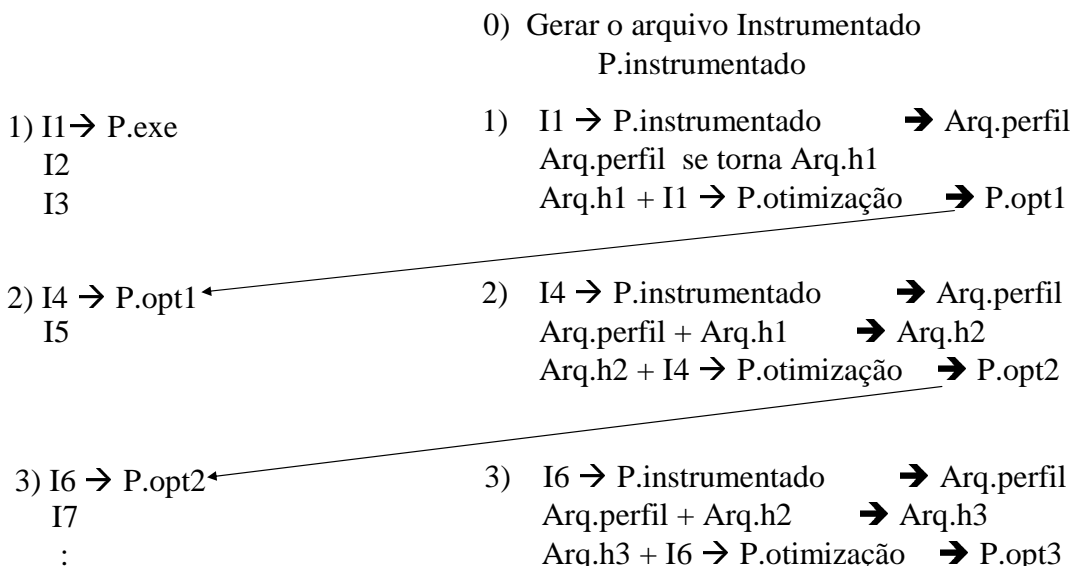 0) Gerar o arquivo Instrumentado
P.instrumentado
1) I1→ P.exe
I2
I3
1) I1 → P.instrumentado ➔ Arq.perfil
Arq.perfil se torna Arq.h1
Arq.h1 + I1 → P.otimização ➔ P.opt1
2) I4 → P.opt1
I5
2) I4 → P.instrumentado ➔ Arq.perfil
Arq.perfil + Arq.h1 ➔ Arq.h2
Arq.h2 + I4 → P.otimização ➔ P.opt2
3) I6 → P.opt2
I7
:
3) I6 → P.instrumentado ➔ Arq.perfil
Arq.perfil + Arq.h2 ➔ Arq.h3
Arq.h3 + I6 → P.otimização ➔ P.opt3